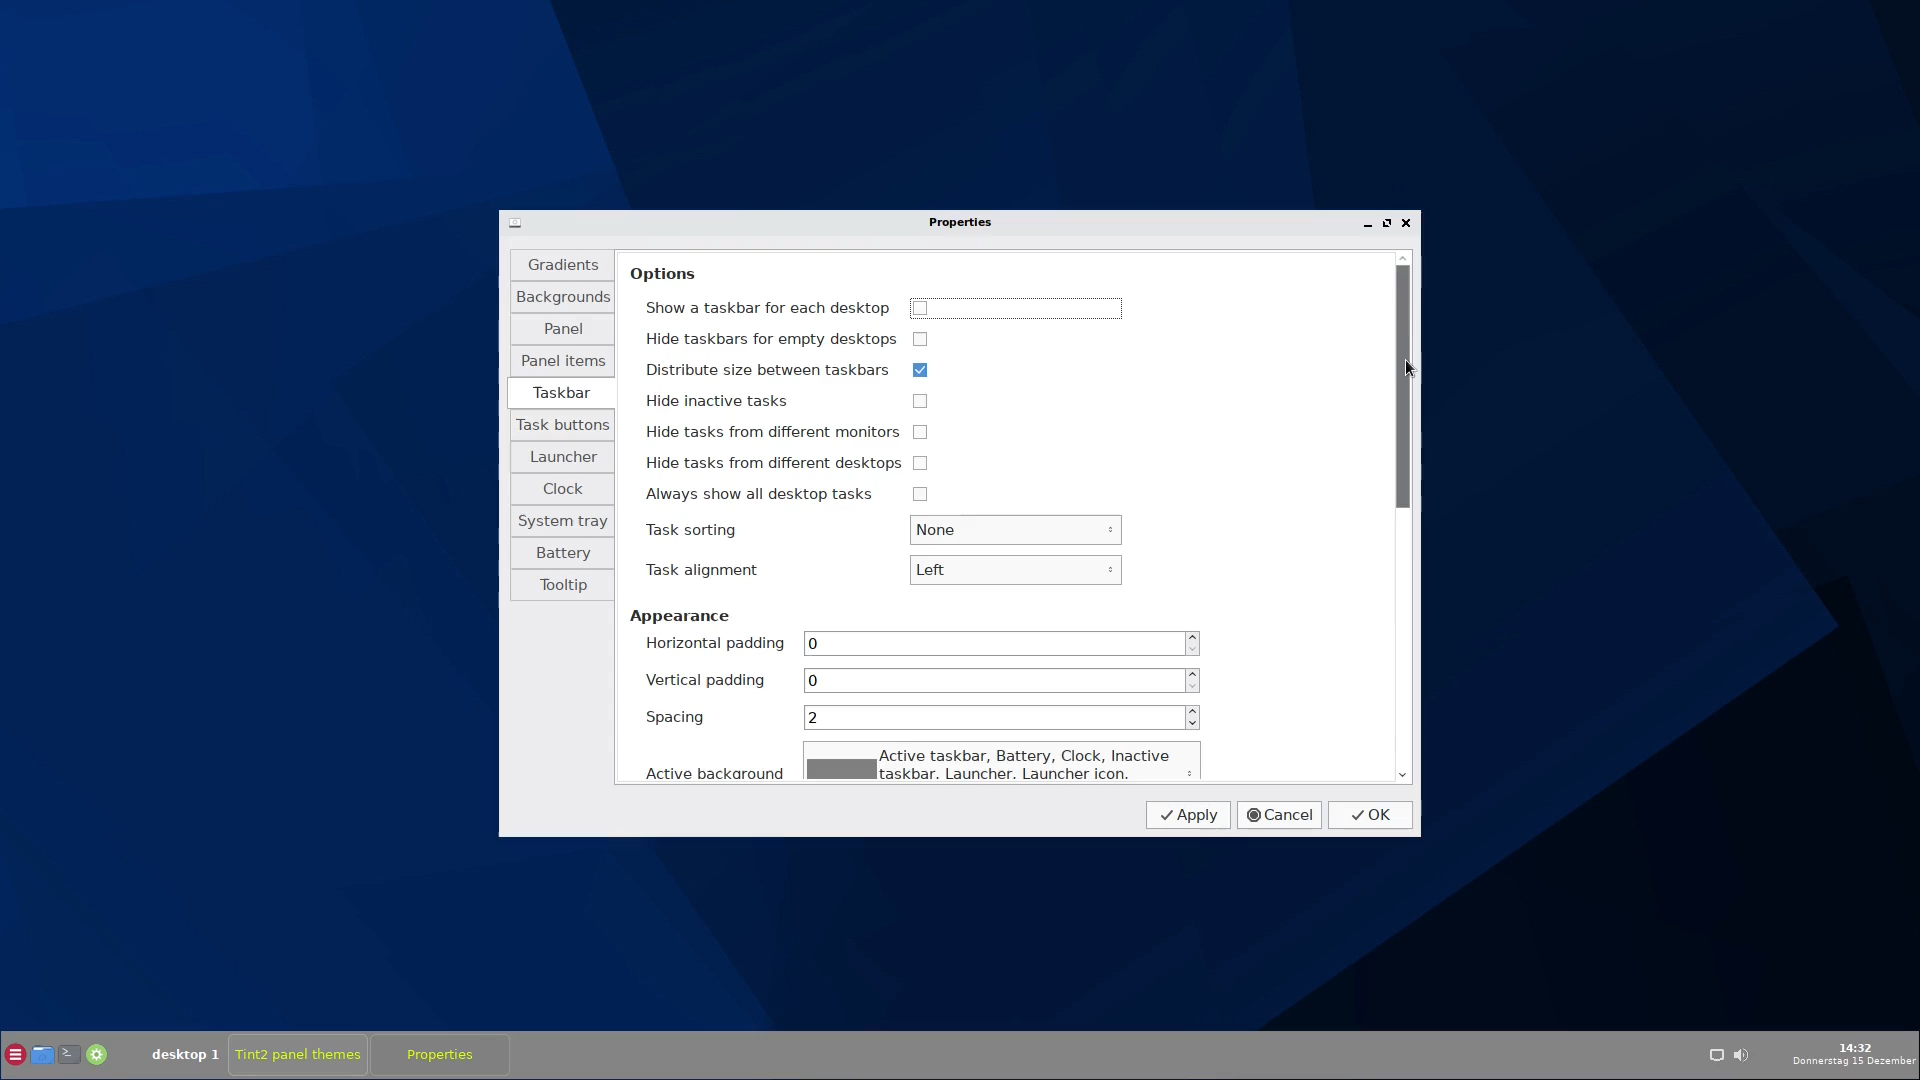 Properties
Gradients
Backgrounds
Panel
Panel items
Taskbar
Task buttons
Launcher
Clock
System tray
Battery
Tooltip
Options
Show a taskbar for each desktop
Hide taskbars for empty desktops
Distribute size between taskbars
Hide inactive tasks
Hide tasks from different monitors
Hide tasks from different desktops
Always show all desktop tasks
Task sorting None
Task alignment Left
Appearance
Horizontal padding 0
Vertical padding 0
Spacing 2
Active background Active taskbar, Battery, Clock, Inactive
taskbar, Launcher, Launcher icon,
Apply Cancel OK
desktop 1 Tint2 panel themes Properties
14:32
Donnerstag 15 Dezember